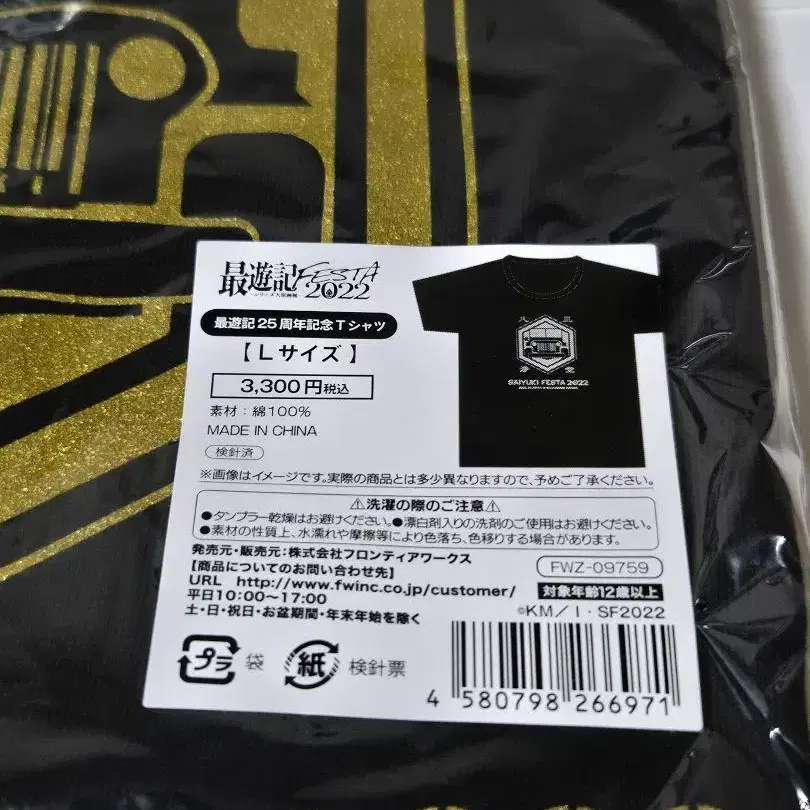 最遊記FESTA
シリーズ大原画展
2022
最遊記25周年記念Tシャツ
【 Lサイズ 】
3,300円税込
素材：綿100%
MADE IN CHINA
検針済
SAIYUKI FESTA 2022
※画像はイメージです。実際の商品とは多少異なりますので、予めご了承ください。
⚠洗濯の際のご注意⚠
●タンブラー乾燥はお避けください。●漂白剤入りの洗剤のご使用はお避けください。
●素材の性質上、水濡れや摩擦等により色落ち、色移りする場合があります。
発売元・販売元：株式会社フロンティアワークス
【商品についてのお問い合わせ先】
FWZ-09759
URL http://www.fwinc.co.jp/customer/
対象年齢12歳以上
平日10:00〜17:00
土・日・祝日・お盆期間・年末年始を除く
©KM／I・SF2022
プラ 袋 紙 検針票
4 580798 266971